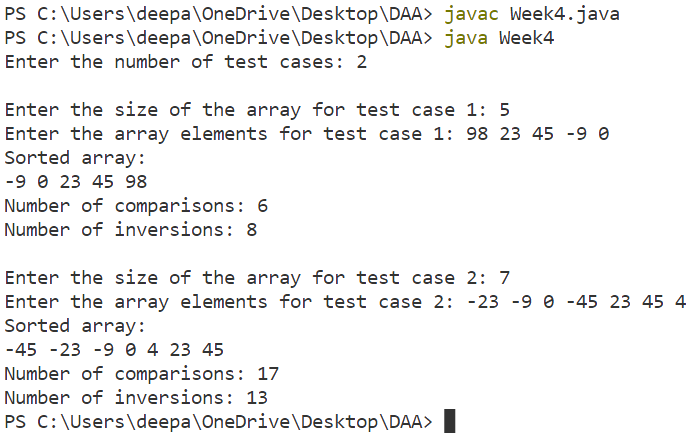 PS C:\Users\deepa\OneDrive\Desktop\DAA> javac Week4.java
PS C:\Users\deepa\OneDrive\Desktop\DAA> java Week4
Enter the number of test cases: 2
Enter the size of the array for test case 1: 5
Enter the array elements for test case 1: 98 23 45 -9 0
Sorted array:
-9 0 23 45 98
Number of comparisons: 6
Number of inversions: 8
Enter the size of the array for test case 2: 7
Enter the array elements for test case 2: -23 -9 0 -45 23 45 4
Sorted array:
-45 -23 -9 0 4 23 45
Number of comparisons: 17
Number of inversions: 13
PS C:\Users\deepa\OneDrive\Desktop\DAA>